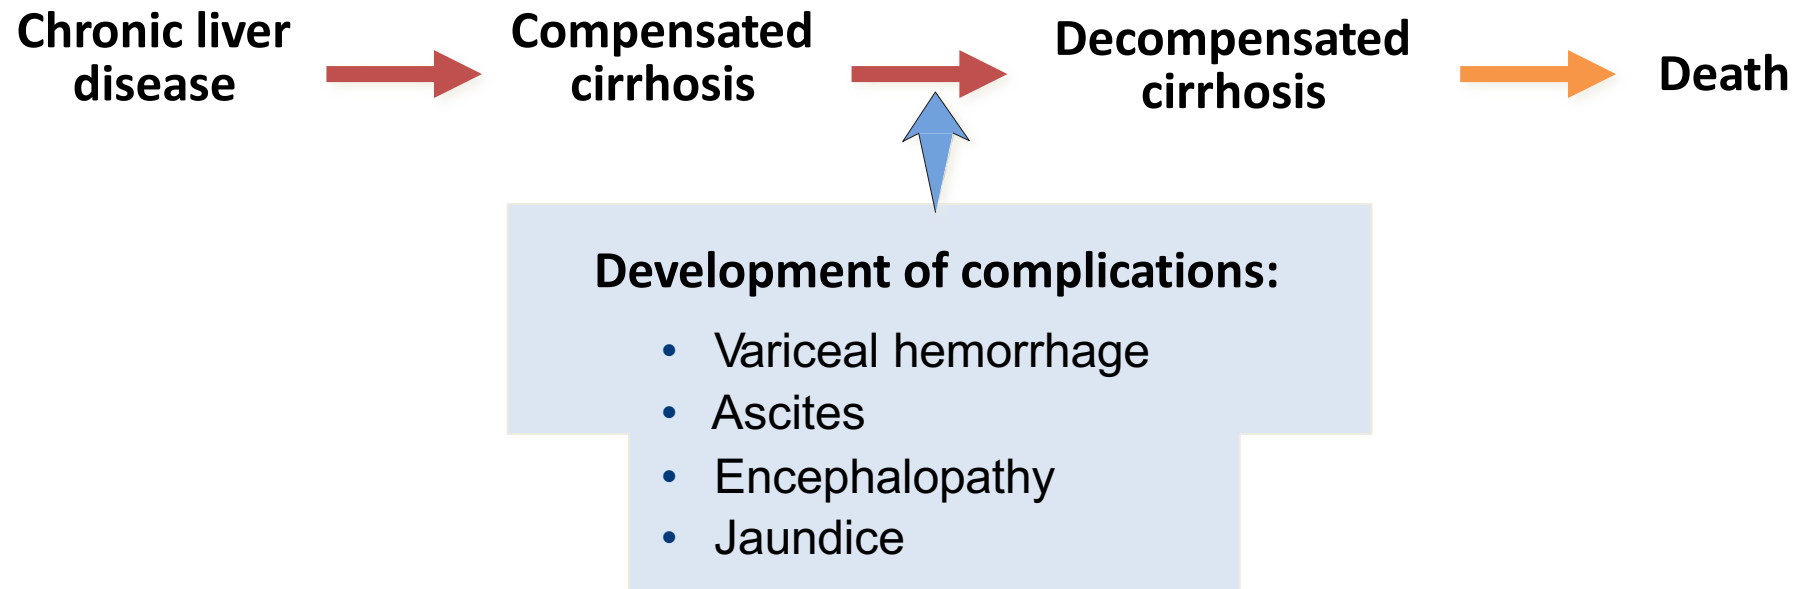 Chronic liver
disease
Compensated
cirrhosis
Decompensated
cirrhosis
Death
Development of complications:
• Variceal hemorrhage
• Ascites
• Encephalopathy
• Jaundice